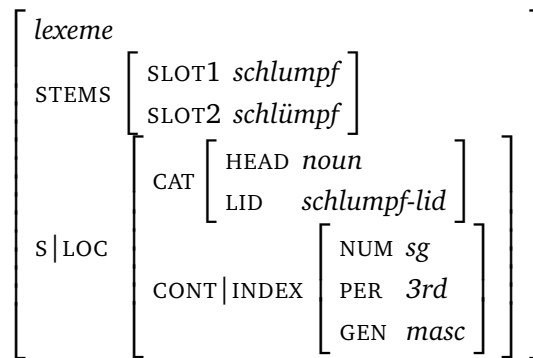 lexeme
STEMS
SLOT1 schlumpf
SLOT2 schlümpf
S|LOC
CAT
HEAD noun
LID schlumpf-lid
CONT|INDEX
NUM sg
PER 3rd
GEN masc